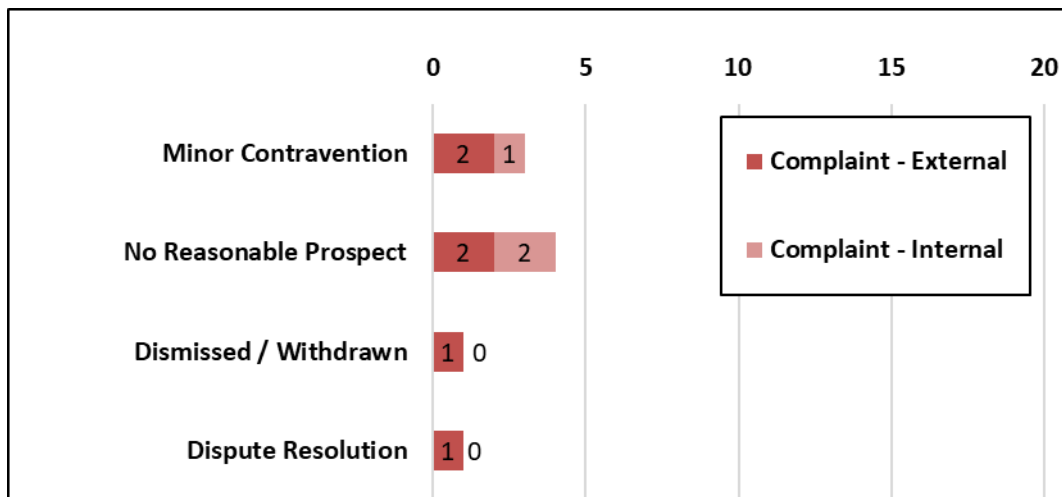 0 5 10 15 20
Minor Contravention 2 1
Complaint - External
No Reasonable Prospect 2 2
Complaint - Internal
Dismissed / Withdrawn 1 0
Dispute Resolution 1 0